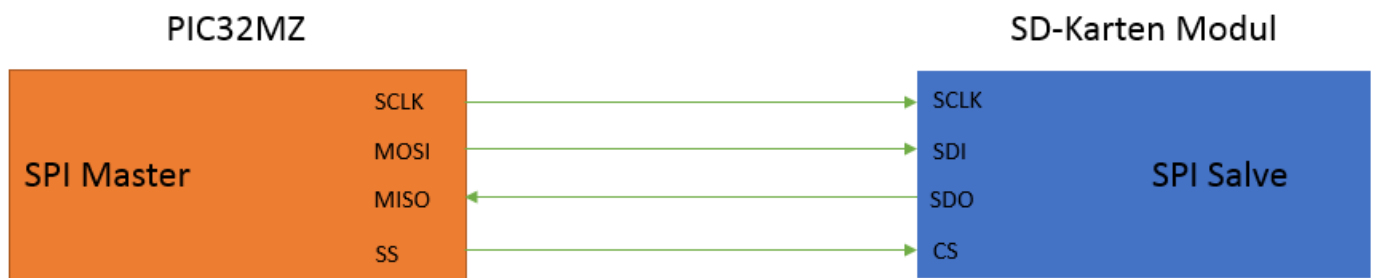 PIC32MZ
SD-Karten Modul
SCLK
SCLK
MOSI
SDI
SPI Master
SPI Salve
MISO
SDO
SS
CS